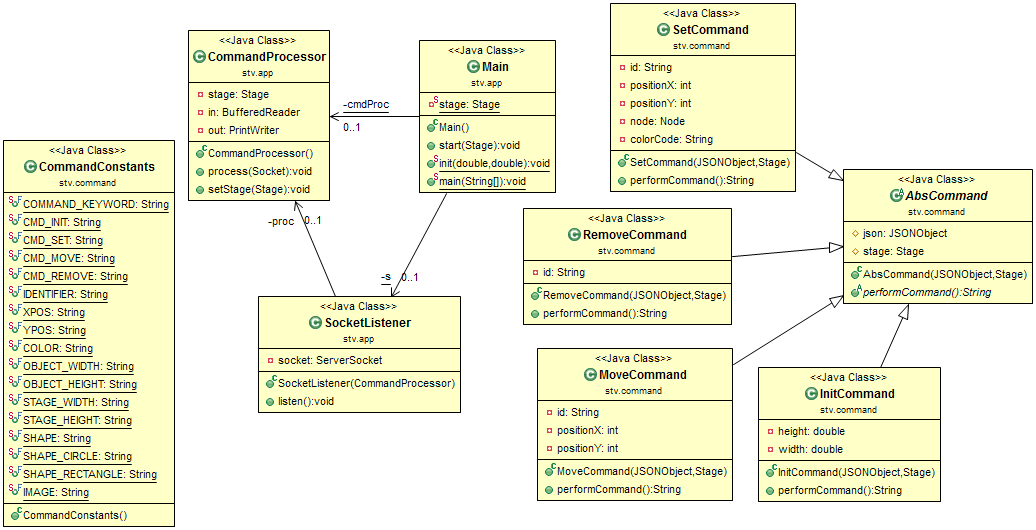 <<Java Class>>
CommandConstants
stv.command
COMMAND_KEYWORD: String
CMD_INIT: String
CMD_SET: String
CMD_MOVE: String
CMD_REMOVE: String
IDENTIFIER: String
XPOS: String
YPOS: String
COLOR: String
OBJECT_WIDTH: String
OBJECT_HEIGHT: String
STAGE_WIDTH: String
STAGE_HEIGHT: String
SHAPE: String
SHAPE_CIRCLE: String
SHAPE_RECTANGLE: String
IMAGE: String
CommandConstants()
<<Java Class>>
CommandProcessor
stv.app
stage: Stage
in: BufferedReader
out: PrintWriter
CommandProcessor()
process(Socket):void
setStage(Stage):void
-cmdProc
0..1
<<Java Class>>
Main
stv.app
stage: Stage
Main()
start(Stage):void
init(double,double):void
main(String[]):void
-proc
0..1
-s
0..1
<<Java Class>>
SocketListener
stv.app
socket: ServerSocket
SocketListener(CommandProcessor)
listen():void
<<Java Class>>
SetCommand
stv.command
id: String
positionX: int
positionY: int
node: Node
colorCode: String
SetCommand(JSONObject,Stage)
performCommand():String
<<Java Class>>
RemoveCommand
stv.command
id: String
RemoveCommand(JSONObject,Stage)
performCommand():String
<<Java Class>>
MoveCommand
stv.command
id: String
positionX: int
positionY: int
MoveCommand(JSONObject,Stage)
performCommand():String
<<Java Class>>
AbsCommand
stv.command
json: JSONObject
stage: Stage
AbsCommand(JSONObject,Stage)
performCommand():String
<<Java Class>>
InitCommand
stv.command
height: double
width: double
InitCommand(JSONObject,Stage)
performCommand():String